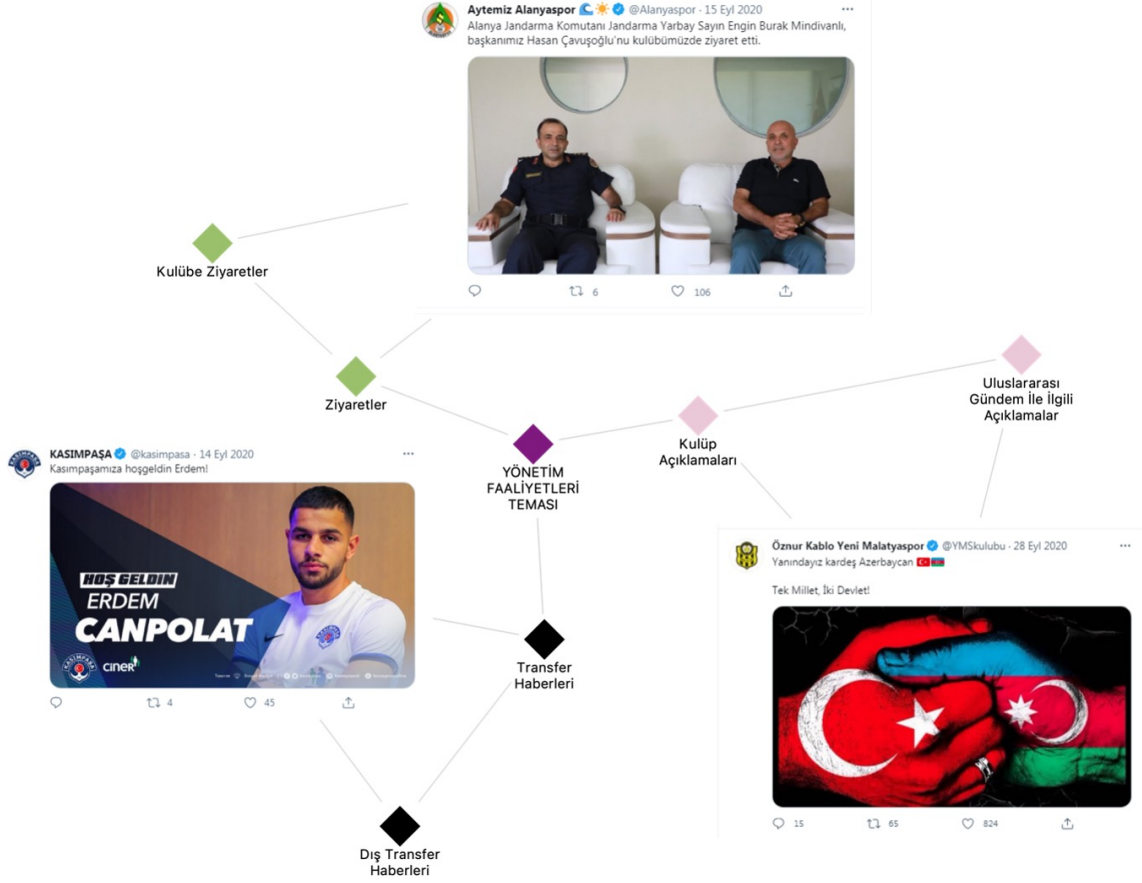 Aytemiz Alanyaspor @Alanyaspor · 15 Eyl 2020
Alanya Jandarma Komutanı Jandarma Yarbay Sayın Engin Burak Mindivanlı,
başkanımız Hasan Çavuşoğlu'nu kulübümüzde ziyaret etti.
6
106
Kulübe Ziyaretler
Ziyaretler
Uluslararası
Gündem İle İlgili
Açıklamalar
Kulüp
Açıklamaları
YÖNETİM
FAALİYETLERİ
TEMASI
KASIMPAŞA @kasimpasa · 14 Eyl 2020
Kasımpaşamıza hoşgeldin Erdem!
HOŞ GELDIN
ERDEM
CANPOLAT
KASIMPAŞA
CINER
4
45
Öznur Kablo Yeni Malatyaspor @YMSkulubu · 28 Eyl 2020
Yanındayız kardeş Azerbaycan
Tek Millet, İki Devlet!
15
65
824
Transfer
Haberleri
Dış Transfer
Haberleri